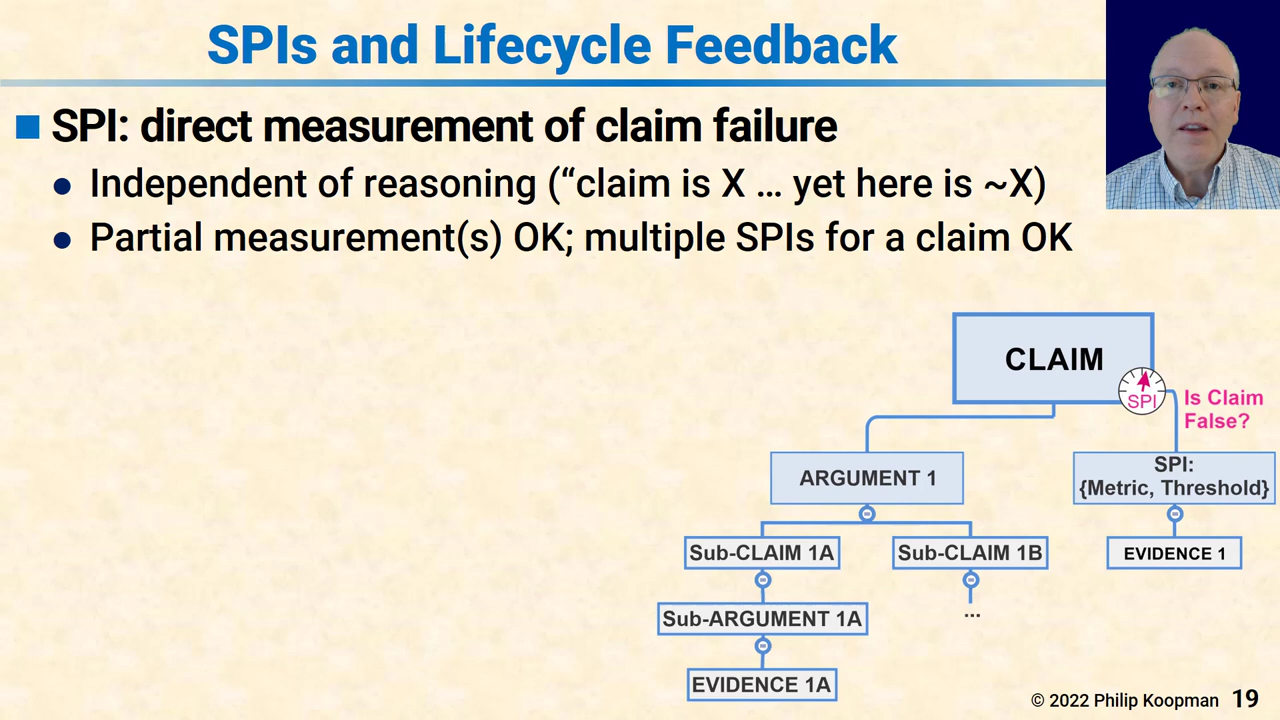 SPIs and Lifecycle Feedback
SPI: direct measurement of claim failure
Independent of reasoning (“claim is X … yet here is ~X)
Partial measurement(s) OK; multiple SPIs for a claim OK
CLAIM
SPI
Is Claim
False?
ARGUMENT 1
SPI:
{Metric, Threshold}
Sub-CLAIM 1A
Sub-CLAIM 1B
EVIDENCE 1
Sub-ARGUMENT 1A
...
EVIDENCE 1A
© 2022 Philip Koopman 19